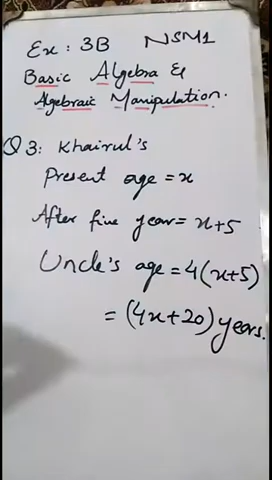 Ex: 3B NSM1
Basic Algebra &
Algebraic Manipulation.
Q3: Khairul's
Present age = x
After five year = x+5
Uncle's age = 4(x+5)
= (4x+20) years.